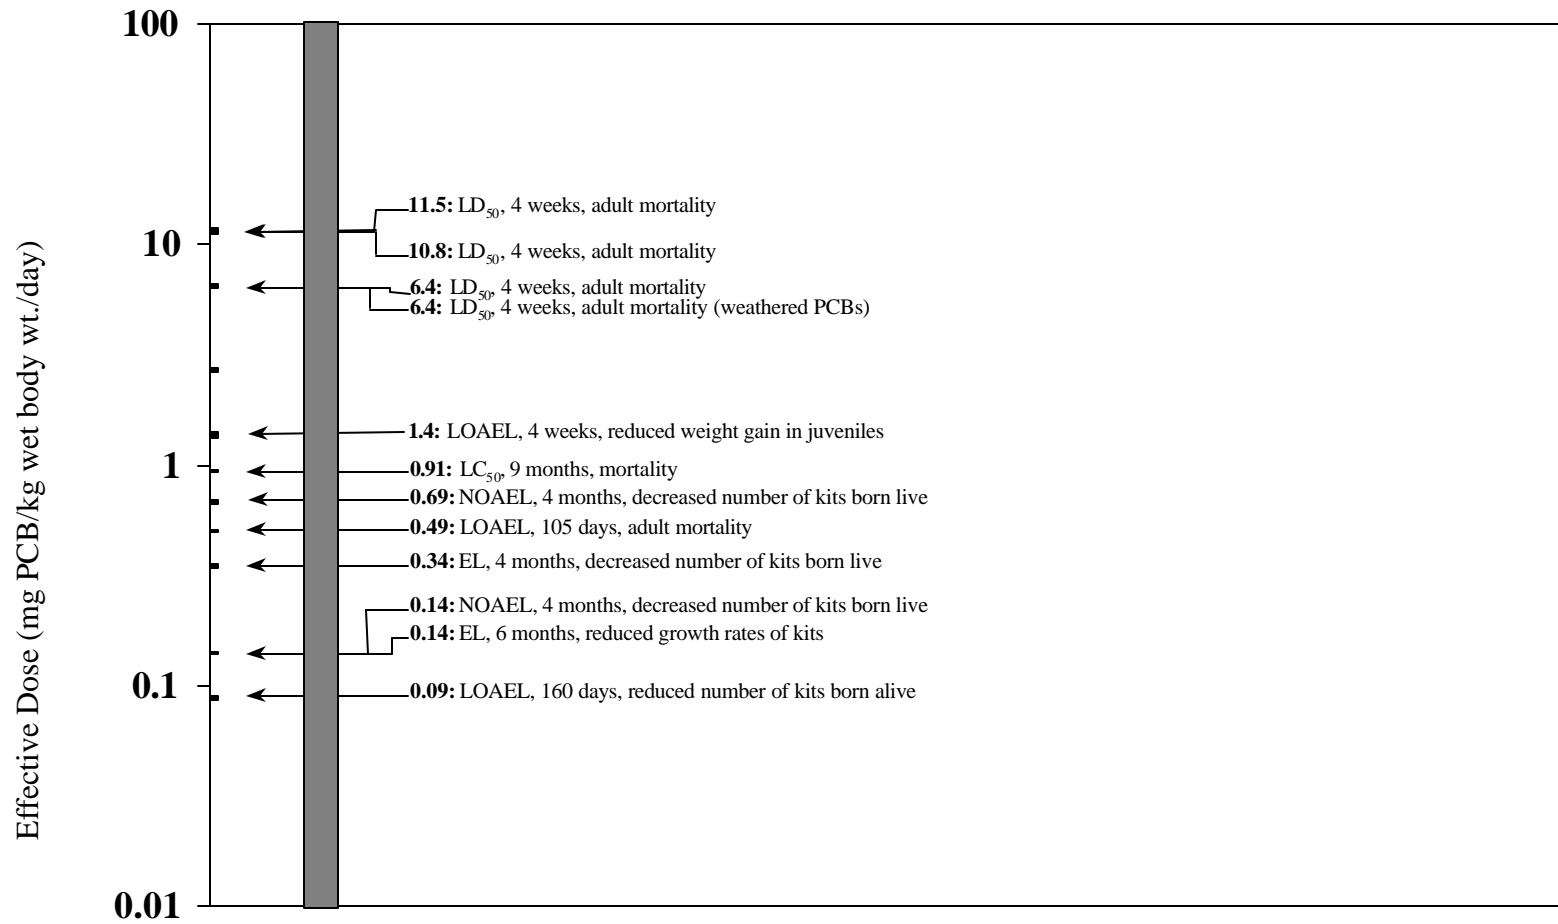 100
11.5: LD50, 4 weeks, adult mortality
10
10.8: LD50, 4 weeks, adult mortality
6.4: LD50, 4 weeks, adult mortality
6.4: LD50, 4 weeks, adult mortality (weathered PCBs)
1.4: LOAEL, 4 weeks, reduced weight gain in juveniles
1
0.91: LC50, 9 months, mortality
0.69: NOAEL, 4 months, decreased number of kits born live
0.49: LOAEL, 105 days, adult mortality
0.34: EL, 4 months, decreased number of kits born live
0.14: NOAEL, 4 months, decreased number of kits born live
0.14: EL, 6 months, reduced growth rates of kits
0.1
0.09: LOAEL, 160 days, reduced number of kits born alive
0.01
Effective Dose (mg PCB/kg wet body wt./day)